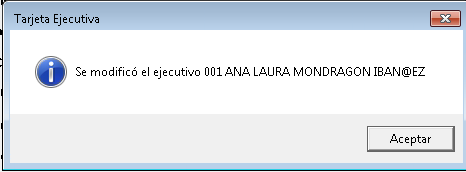 Tarjeta Ejecutiva
Se modificó el ejecutivo 001 ANA LAURA MONDRAGON IBAN@EZ
Aceptar